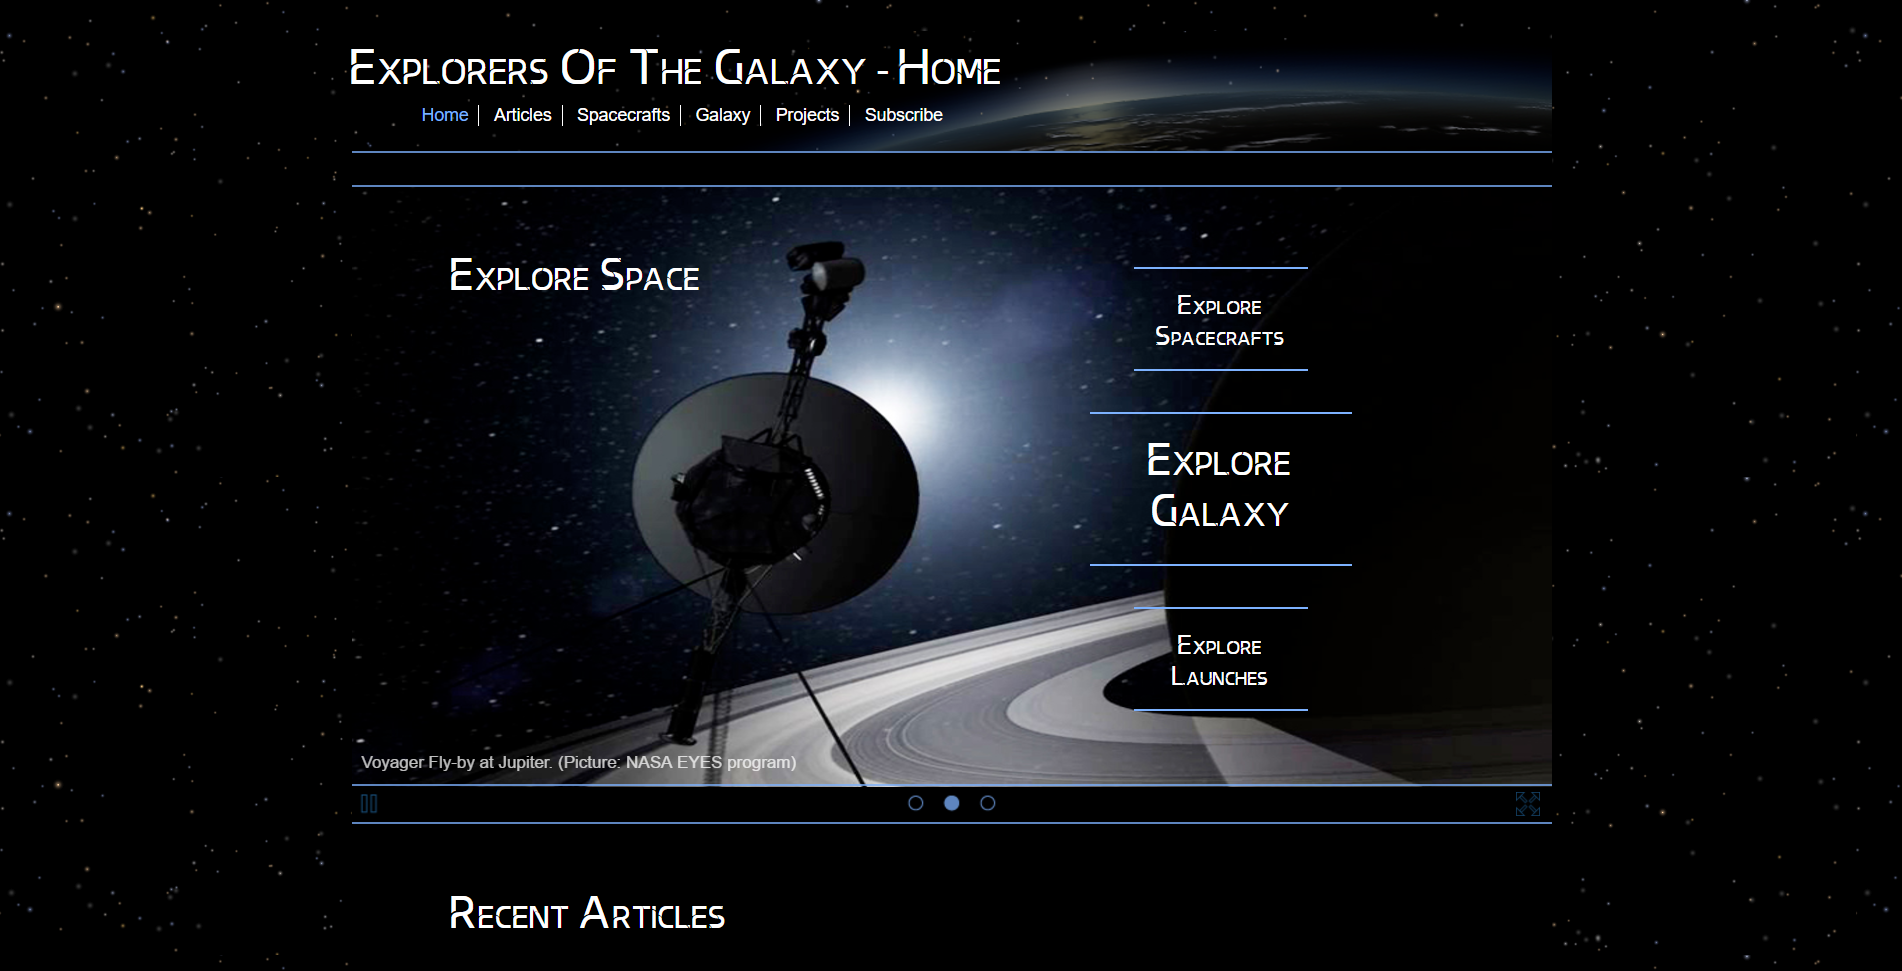 Explorers Of The Galaxy - Home
Home
Articles
Spacecrafts
Galaxy
Projects
Subscribe
Explore Space
Explore
Spacecrafts
Explore
Galaxy
Explore
Launches
Voyager Fly-by at Jupiter. (Picture: NASA EYES program)
Recent Articles